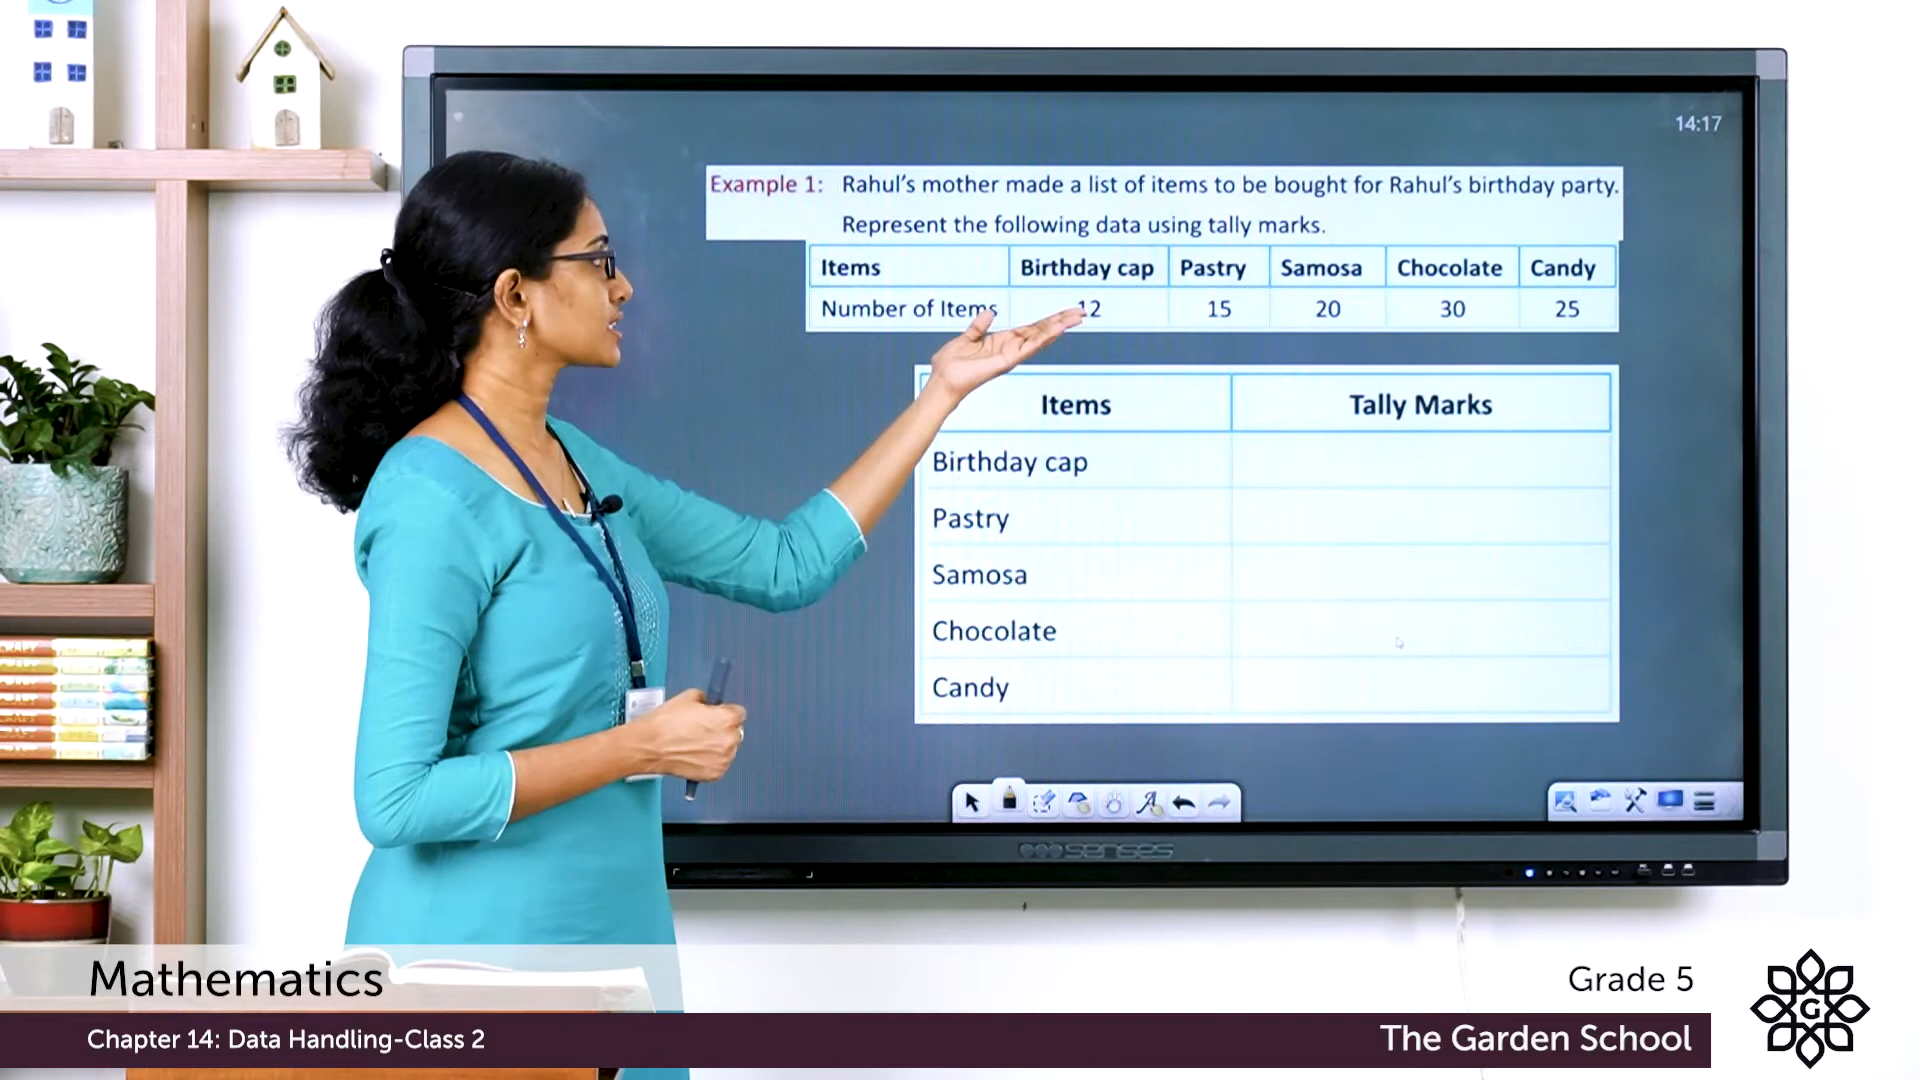 14:17
Example 1: Rahul's mother made a list of items to be bought for Rahul's birthday party.
Represent the following data using tally marks.
Items Birthday cap Pastry Samosa Chocolate Candy
Number of Items 12 15 20 30 25
Items Tally Marks
Birthday cap
Pastry
Samosa
Chocolate
Candy
senses
Mathematics
Grade 5
Chapter 14: Data Handling-Class 2
The Garden School
G